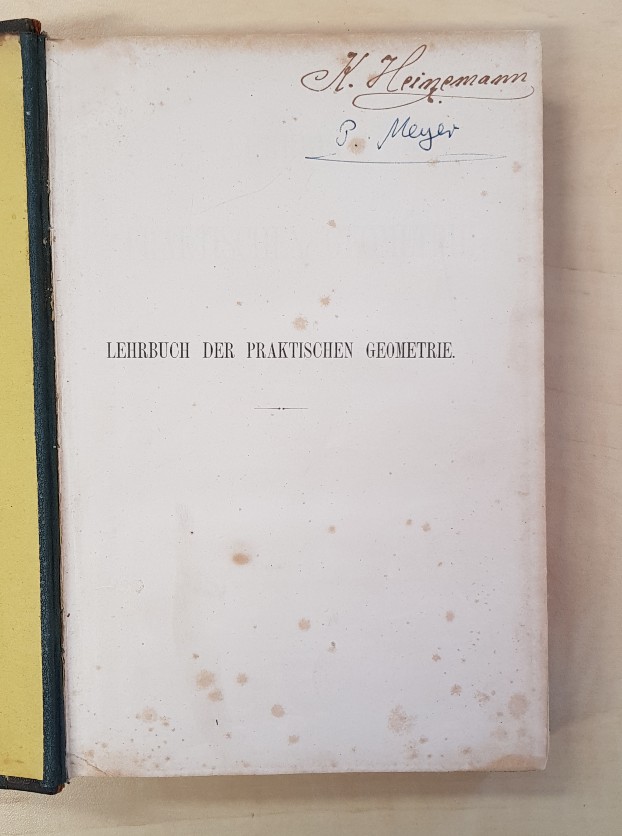 K. Heinemann
P. Meyer
LEHRBUCH DER PRAKTISCHEN GEOMETRIE.